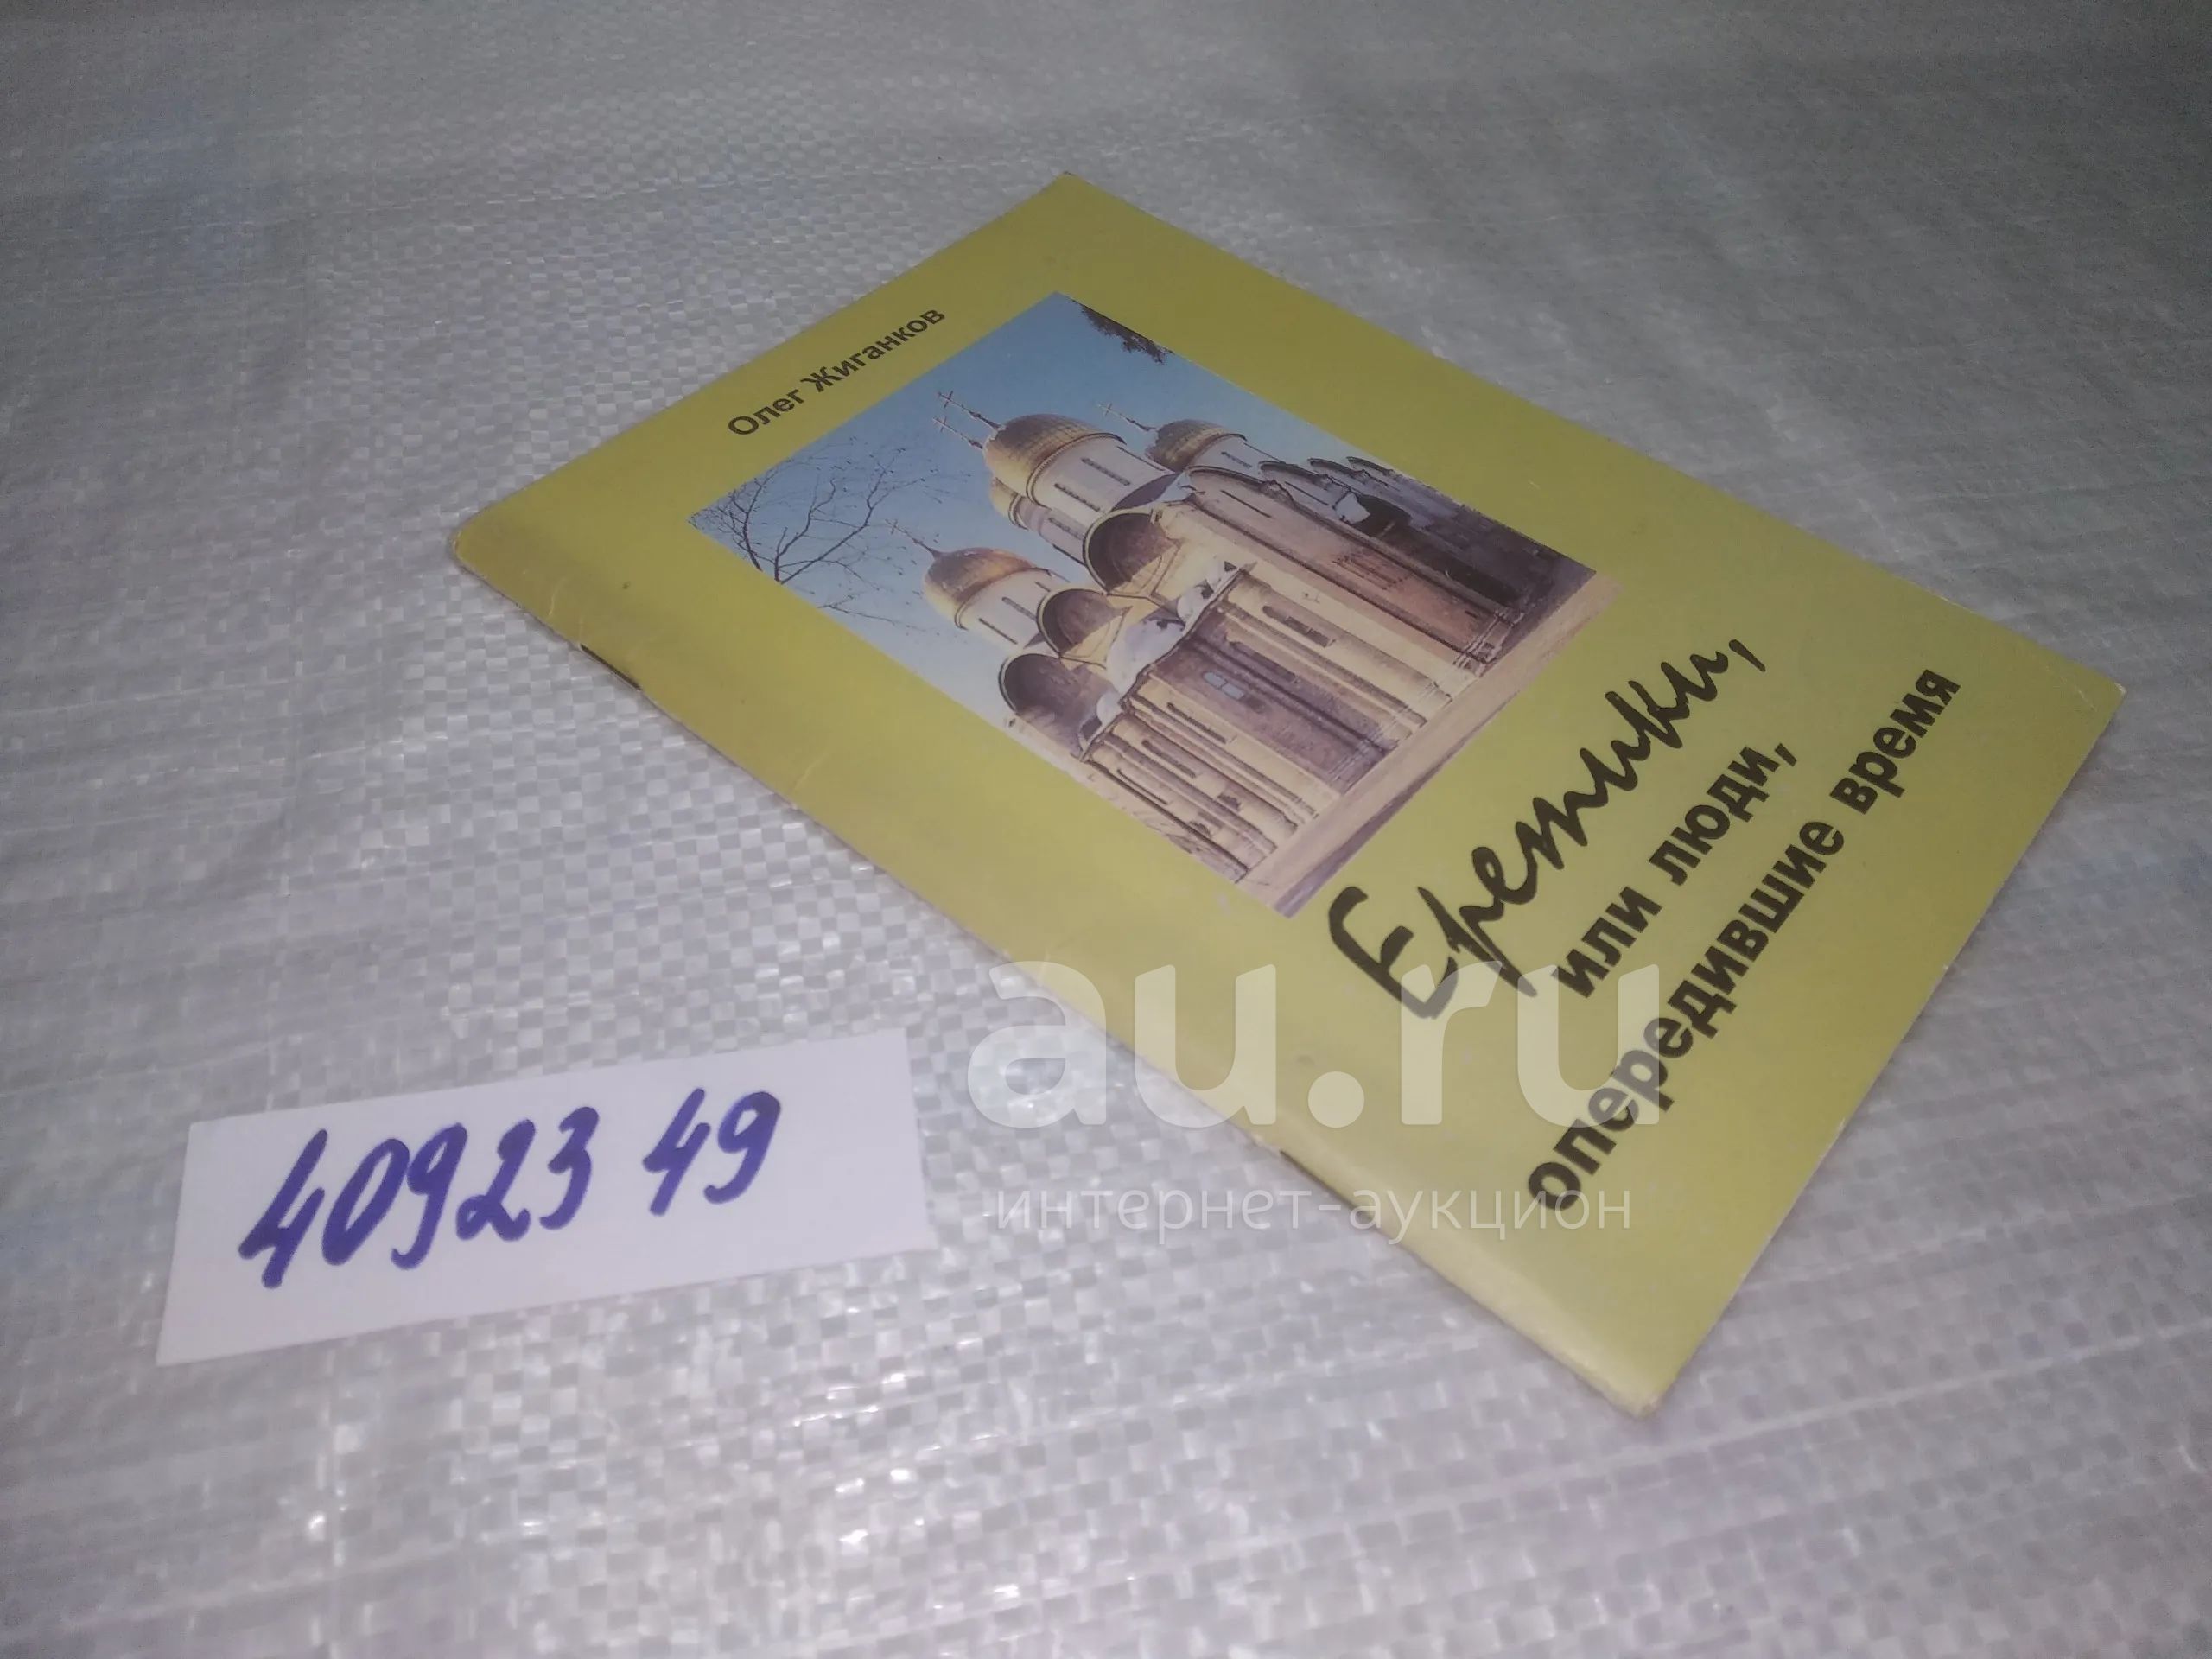 Олег Жиганков
Еретики,
или люди,
опередившие время
au.ru
интернет-аукцион
40923 49